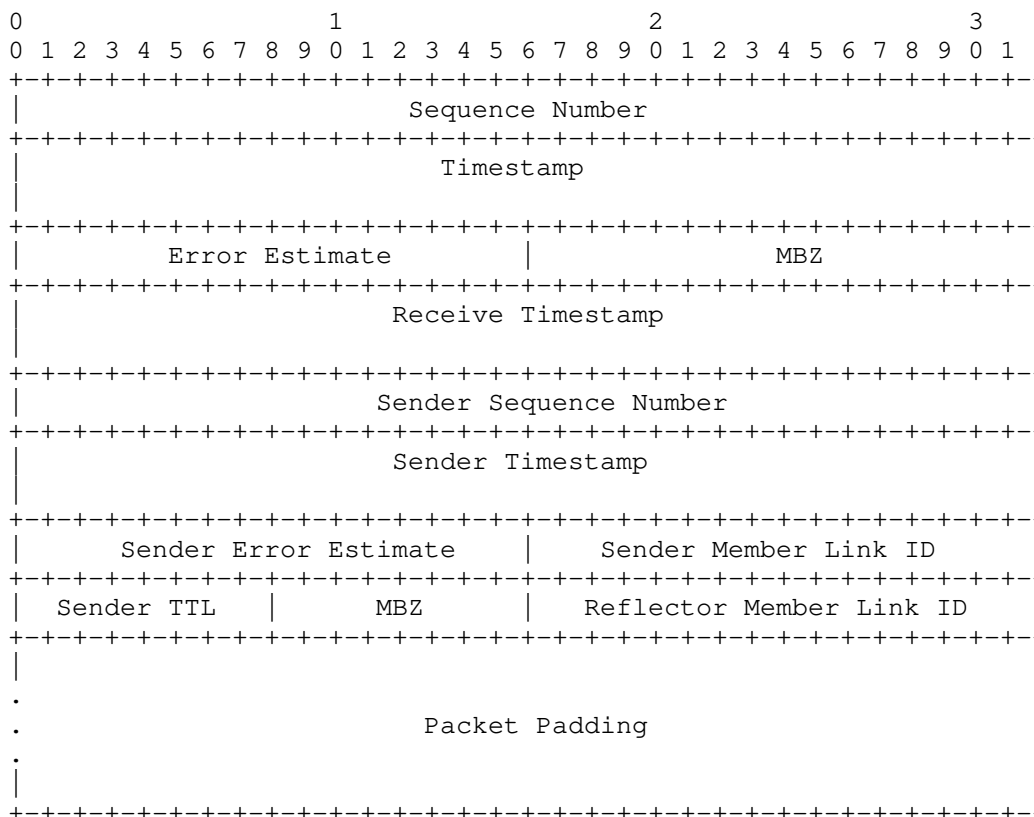 0                   1                   2                   3
0 1 2 3 4 5 6 7 8 9 0 1 2 3 4 5 6 7 8 9 0 1 2 3 4 5 6 7 8 9 0 1
+-+-+-+-+-+-+-+-+-+-+-+-+-+-+-+-+-+-+-+-+-+-+-+-+-+-+-+-+-+-+-+-
|                        Sequence Number
+-+-+-+-+-+-+-+-+-+-+-+-+-+-+-+-+-+-+-+-+-+-+-+-+-+-+-+-+-+-+-+-
|                          Timestamp
|
+-+-+-+-+-+-+-+-+-+-+-+-+-+-+-+-+-+-+-+-+-+-+-+-+-+-+-+-+-+-+-+-
|         Error Estimate        |               MBZ
+-+-+-+-+-+-+-+-+-+-+-+-+-+-+-+-+-+-+-+-+-+-+-+-+-+-+-+-+-+-+-+-
|                       Receive Timestamp
|
+-+-+-+-+-+-+-+-+-+-+-+-+-+-+-+-+-+-+-+-+-+-+-+-+-+-+-+-+-+-+-+-
|                      Sender Sequence Number
+-+-+-+-+-+-+-+-+-+-+-+-+-+-+-+-+-+-+-+-+-+-+-+-+-+-+-+-+-+-+-+-
|                       Sender Timestamp
|
+-+-+-+-+-+-+-+-+-+-+-+-+-+-+-+-+-+-+-+-+-+-+-+-+-+-+-+-+-+-+-+-
|      Sender Error Estimate    |    Sender Member Link ID
+-+-+-+-+-+-+-+-+-+-+-+-+-+-+-+-+-+-+-+-+-+-+-+-+-+-+-+-+-+-+-+-
|  Sender TTL   |      MBZ      |   Reflector Member Link ID
+-+-+-+-+-+-+-+-+-+-+-+-+-+-+-+-+-+-+-+-+-+-+-+-+-+-+-+-+-+-+-+-
|
.
.                         Packet Padding
.
|
+-+-+-+-+-+-+-+-+-+-+-+-+-+-+-+-+-+-+-+-+-+-+-+-+-+-+-+-+-+-+-+-